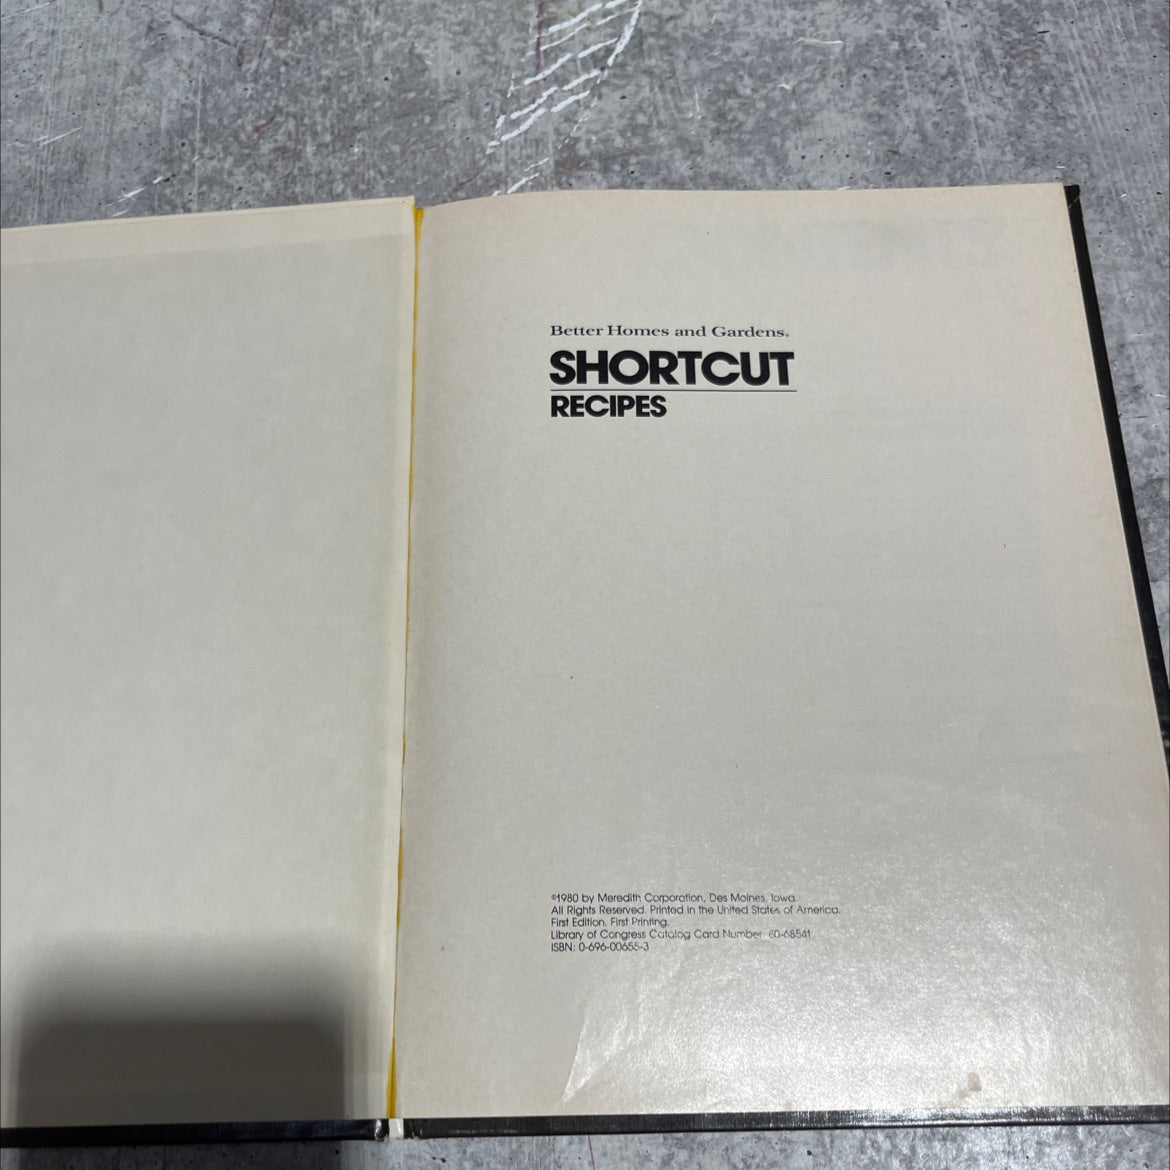 Better Homes and Gardens®
SHORTCUT
RECIPES
©1980 by Meredith Corporation, Des Moines, Iowa.
All Rights Reserved. Printed in the United States of America.
First Edition. First Printing.
Library of Congress Catalog Card Number: 80-68541
ISBN: 0-696-00655-3